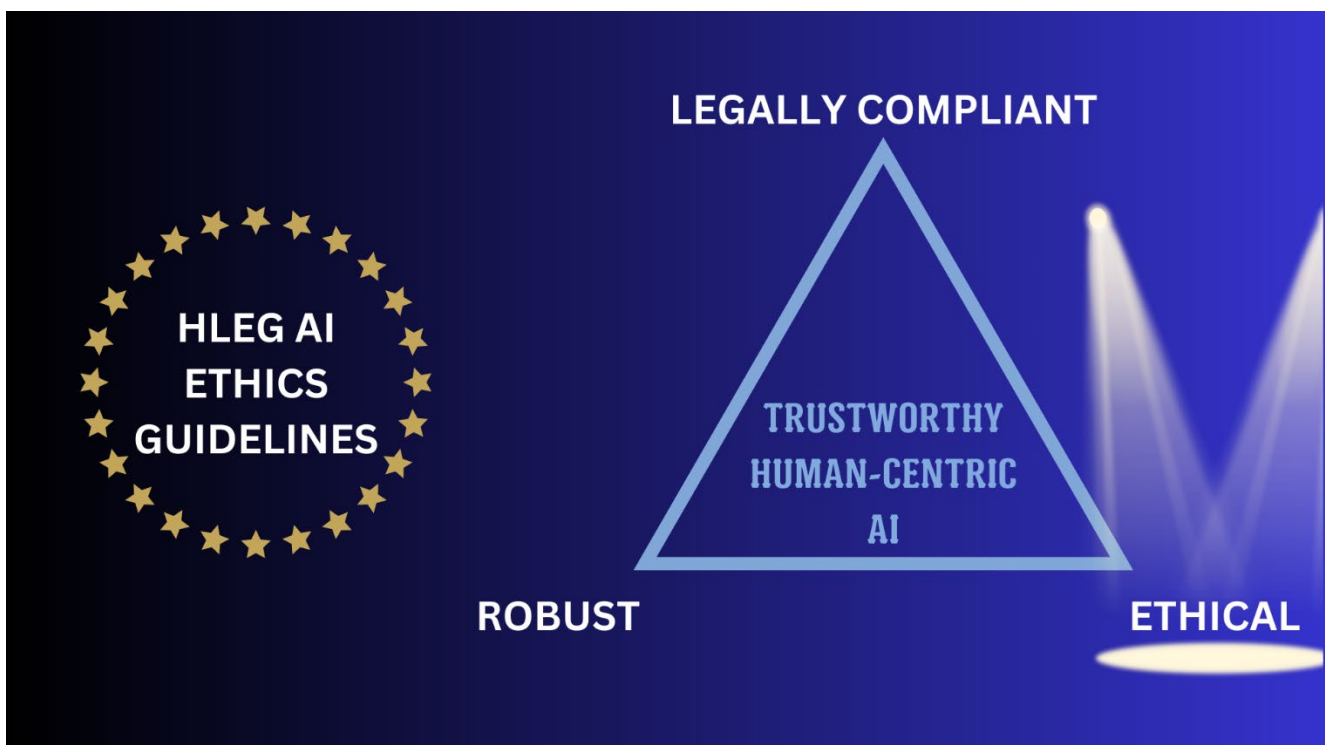 HLEG AI
ETHICS
GUIDELINES
LEGALLY COMPLIANT
TRUSTWORTHY
HUMAN-CENTRIC
AI
ROBUST
ETHICAL